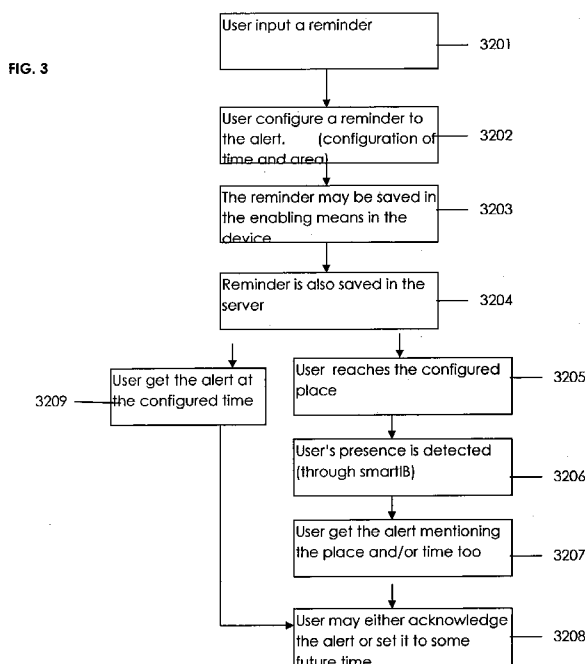 FIG. 3
User input a reminder
3201
User configure a reminder to
the alert. (configuration of
time and area)
3202
The reminder may be saved in
the enabling means in the
device
3203
Reminder is also saved in the
server
3204
User get the alert at
the configured time
3209
User reaches the configured
place
3205
User's presence is detected
(through smartIB)
3206
User get the alert mentioning
the place and/or time too
3207
User may either acknowledge
the alert or set it to some
future time
3208